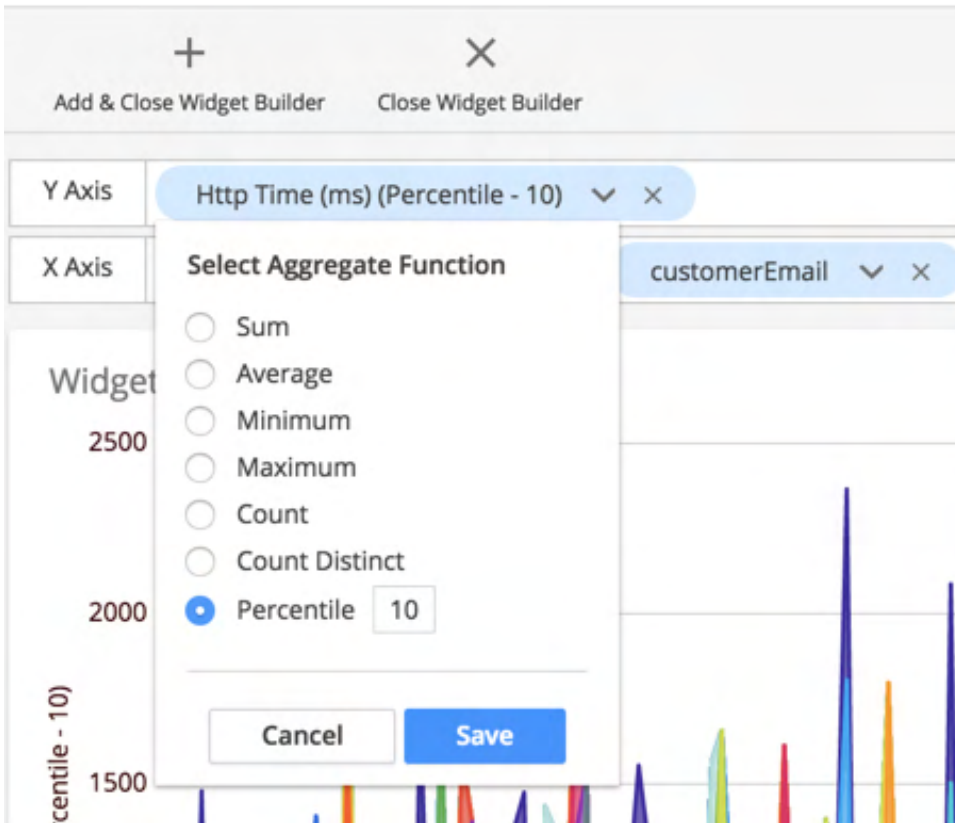 Add & Close Widget Builder
Close Widget Builder
Y Axis
Http Time (ms) (Percentile - 10)
X Axis
customerEmail
Select Aggregate Function
Sum
Average
Minimum
Maximum
Count
Count Distinct
Percentile
10
Cancel
Save
Widget
2500
2000
1500
rcentile - 10)